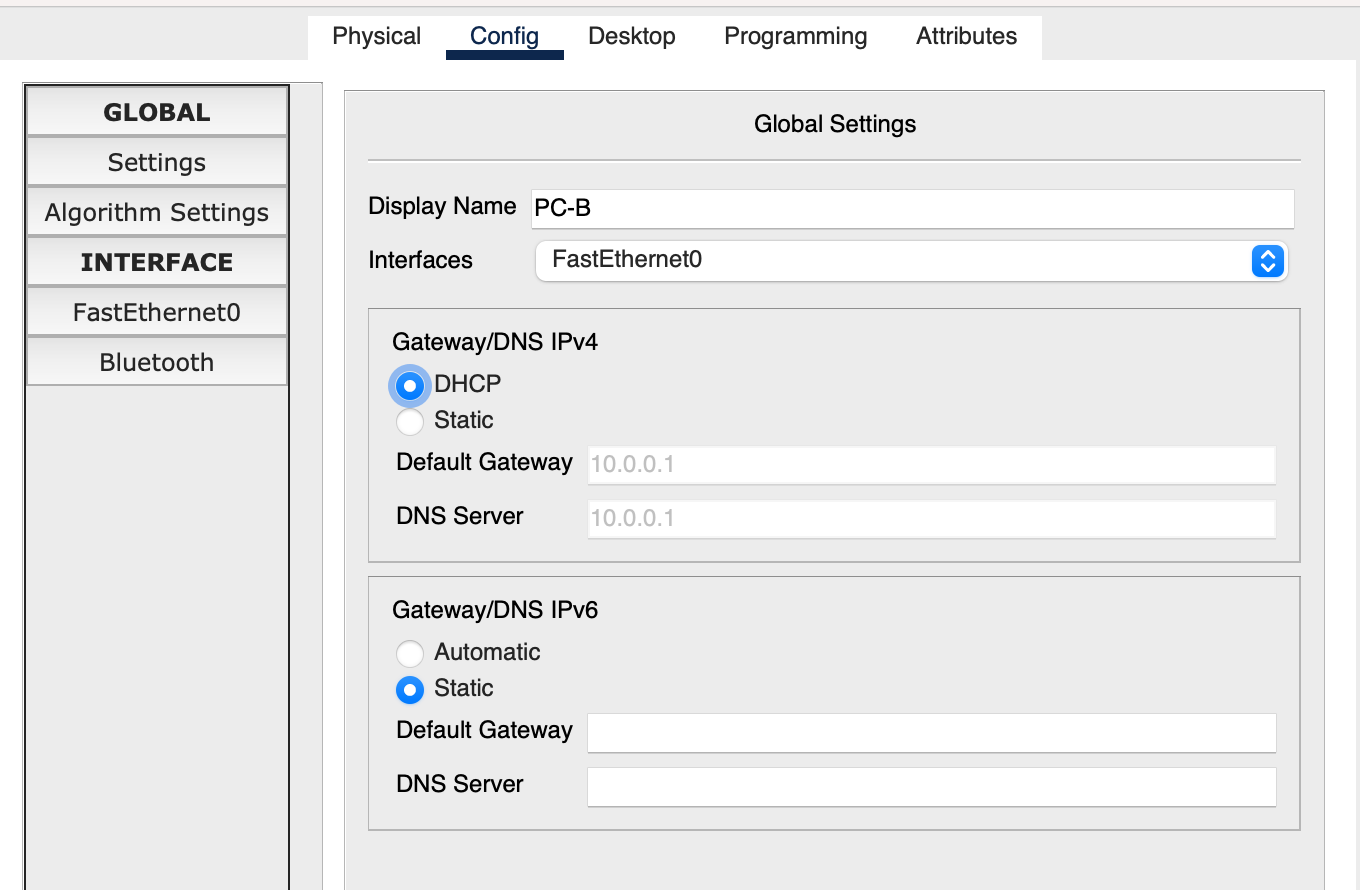 Physical Config Desktop Programming Attributes
GLOBAL
Settings
Algorithm Settings
INTERFACE
FastEthernet0
Bluetooth
Global Settings
Display Name PC-B
Interfaces FastEthernet0
Gateway/DNS IPv4
DHCP
Static
Default Gateway 10.0.0.1
DNS Server 10.0.0.1
Gateway/DNS IPv6
Automatic
Static
Default Gateway
DNS Server